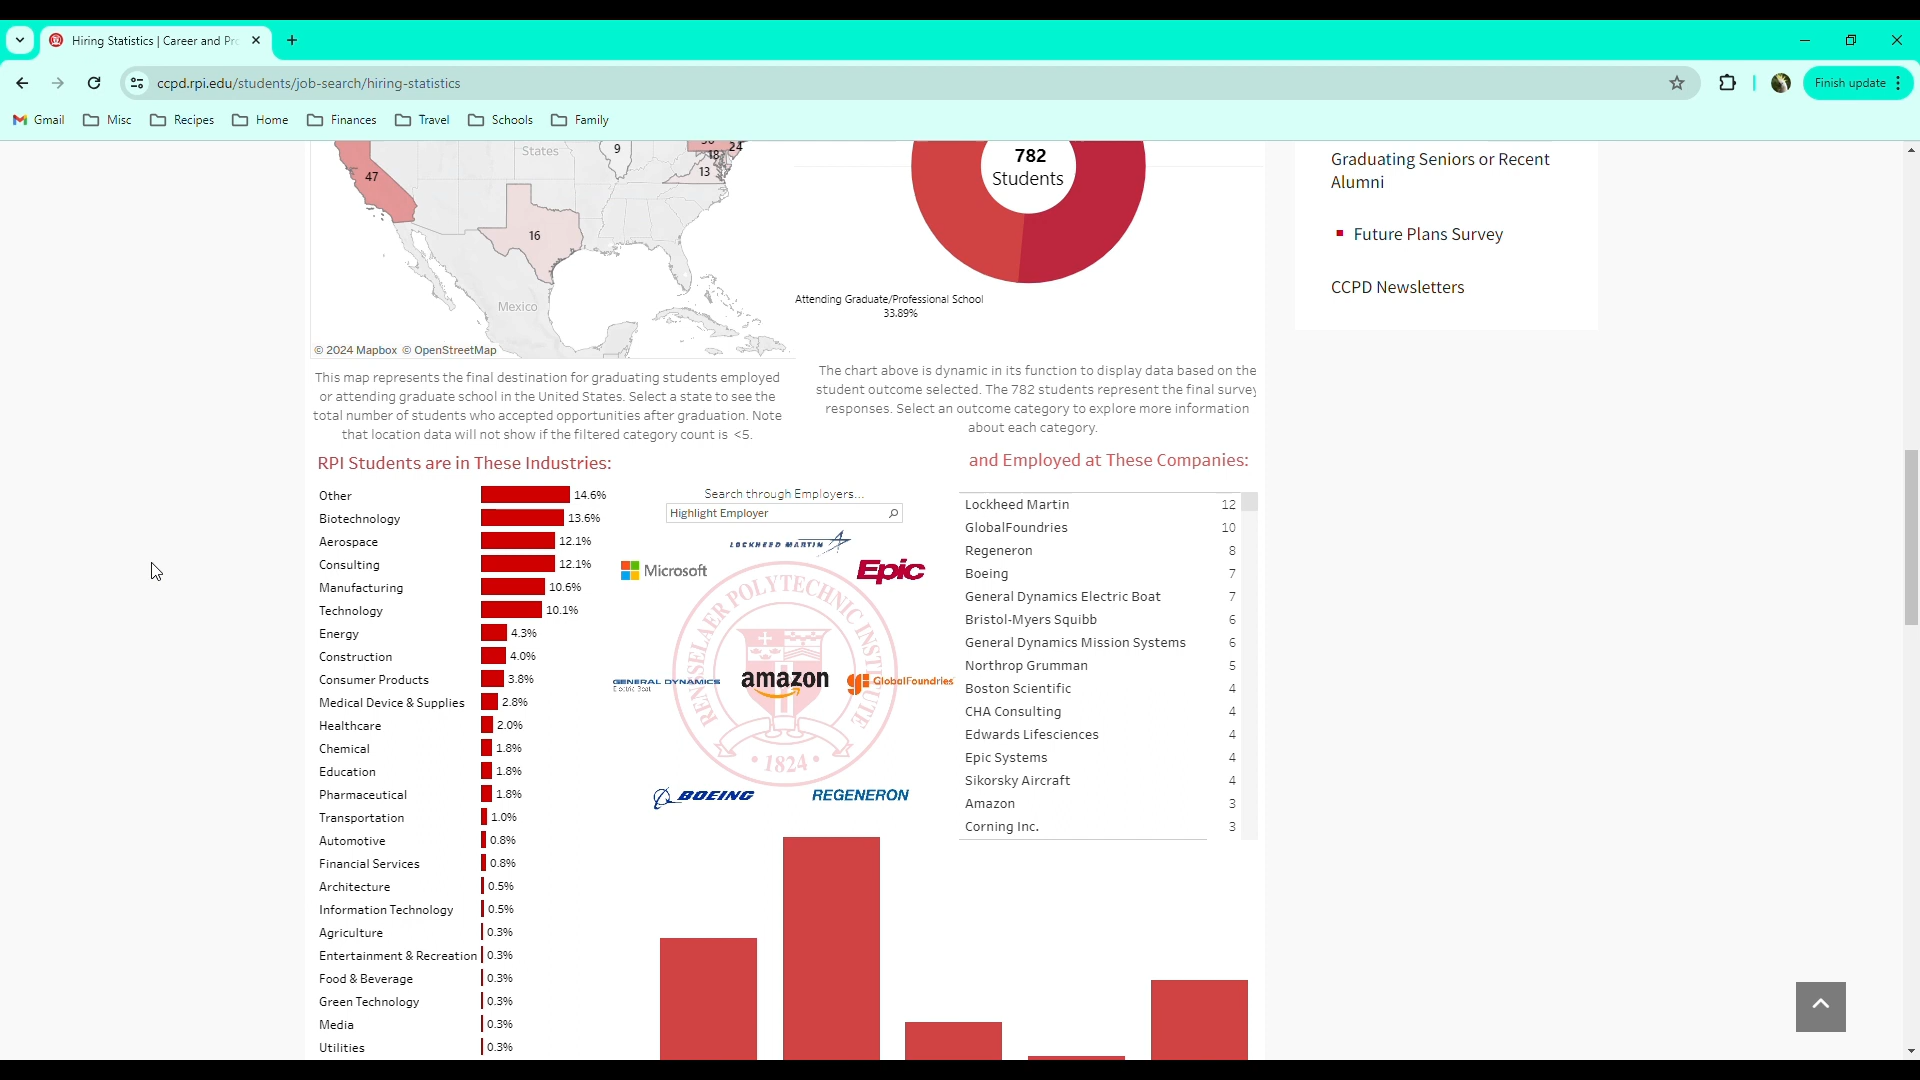 Hiring Statistics | Career and Pr
ccpd.rpi.edu/students/job-search/hiring-statistics
Finish update
Gmail
Misc
Recipes
Home
Finances
Travel
Schools
Family
States
9
24
18
13
47
16
Mexico
© 2024 Mapbox © OpenStreetMap
782
Students
Attending Graduate/Professional School
33.89%
This map represents the final destination for graduating students employed
or attending graduate school in the United States. Select a state to see the
total number of students who accepted opportunities after graduation. Note
that location data will not show if the filtered category count is <5.
The chart above is dynamic in its function to display data based on the
student outcome selected. The 782 students represent the final survey
responses. Select an outcome category to explore more information
about each category.
Graduating Seniors or Recent
Alumni
Future Plans Survey
CCPD Newsletters
RPI Students are in These Industries:
Other 14.6%
Biotechnology 13.6%
Aerospace 12.1%
Consulting 12.1%
Manufacturing 10.6%
Technology 10.1%
Energy 4.3%
Construction 4.0%
Consumer Products 3.8%
Medical Device & Supplies 2.8%
Healthcare 2.0%
Chemical 1.8%
Education 1.8%
Pharmaceutical 1.8%
Transportation 1.0%
Automotive 0.8%
Financial Services 0.8%
Architecture 0.5%
Information Technology 0.5%
Agriculture 0.3%
Entertainment & Recreation 0.3%
Food & Beverage 0.3%
Green Technology 0.3%
Media 0.3%
Utilities 0.3%
Search through Employers...
Highlight Employer
LOCKHEED MARTIN
Microsoft
Epic
RENSSELAER POLYTECHNIC INSTITUTE
GENERAL DYNAMICS
Electric Boat
amazon
GlobalFoundries
• 1824 •
BOEING
REGENERON
and Employed at These Companies:
Lockheed Martin 12
GlobalFoundries 10
Regeneron 8
Boeing 7
General Dynamics Electric Boat 7
Bristol-Myers Squibb 6
General Dynamics Mission Systems 6
Northrop Grumman 5
Boston Scientific 4
CHA Consulting 4
Edwards Lifesciences 4
Epic Systems 4
Sikorsky Aircraft 4
Amazon 3
Corning Inc. 3